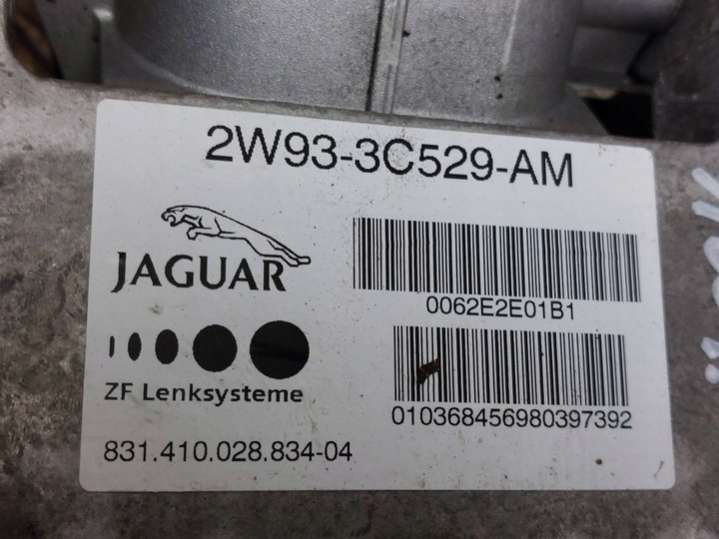 2W93-3C529-AM
JAGUAR
0062E2E01B1
ZF Lenksysteme
010368456980397392
831.410.028.834-04